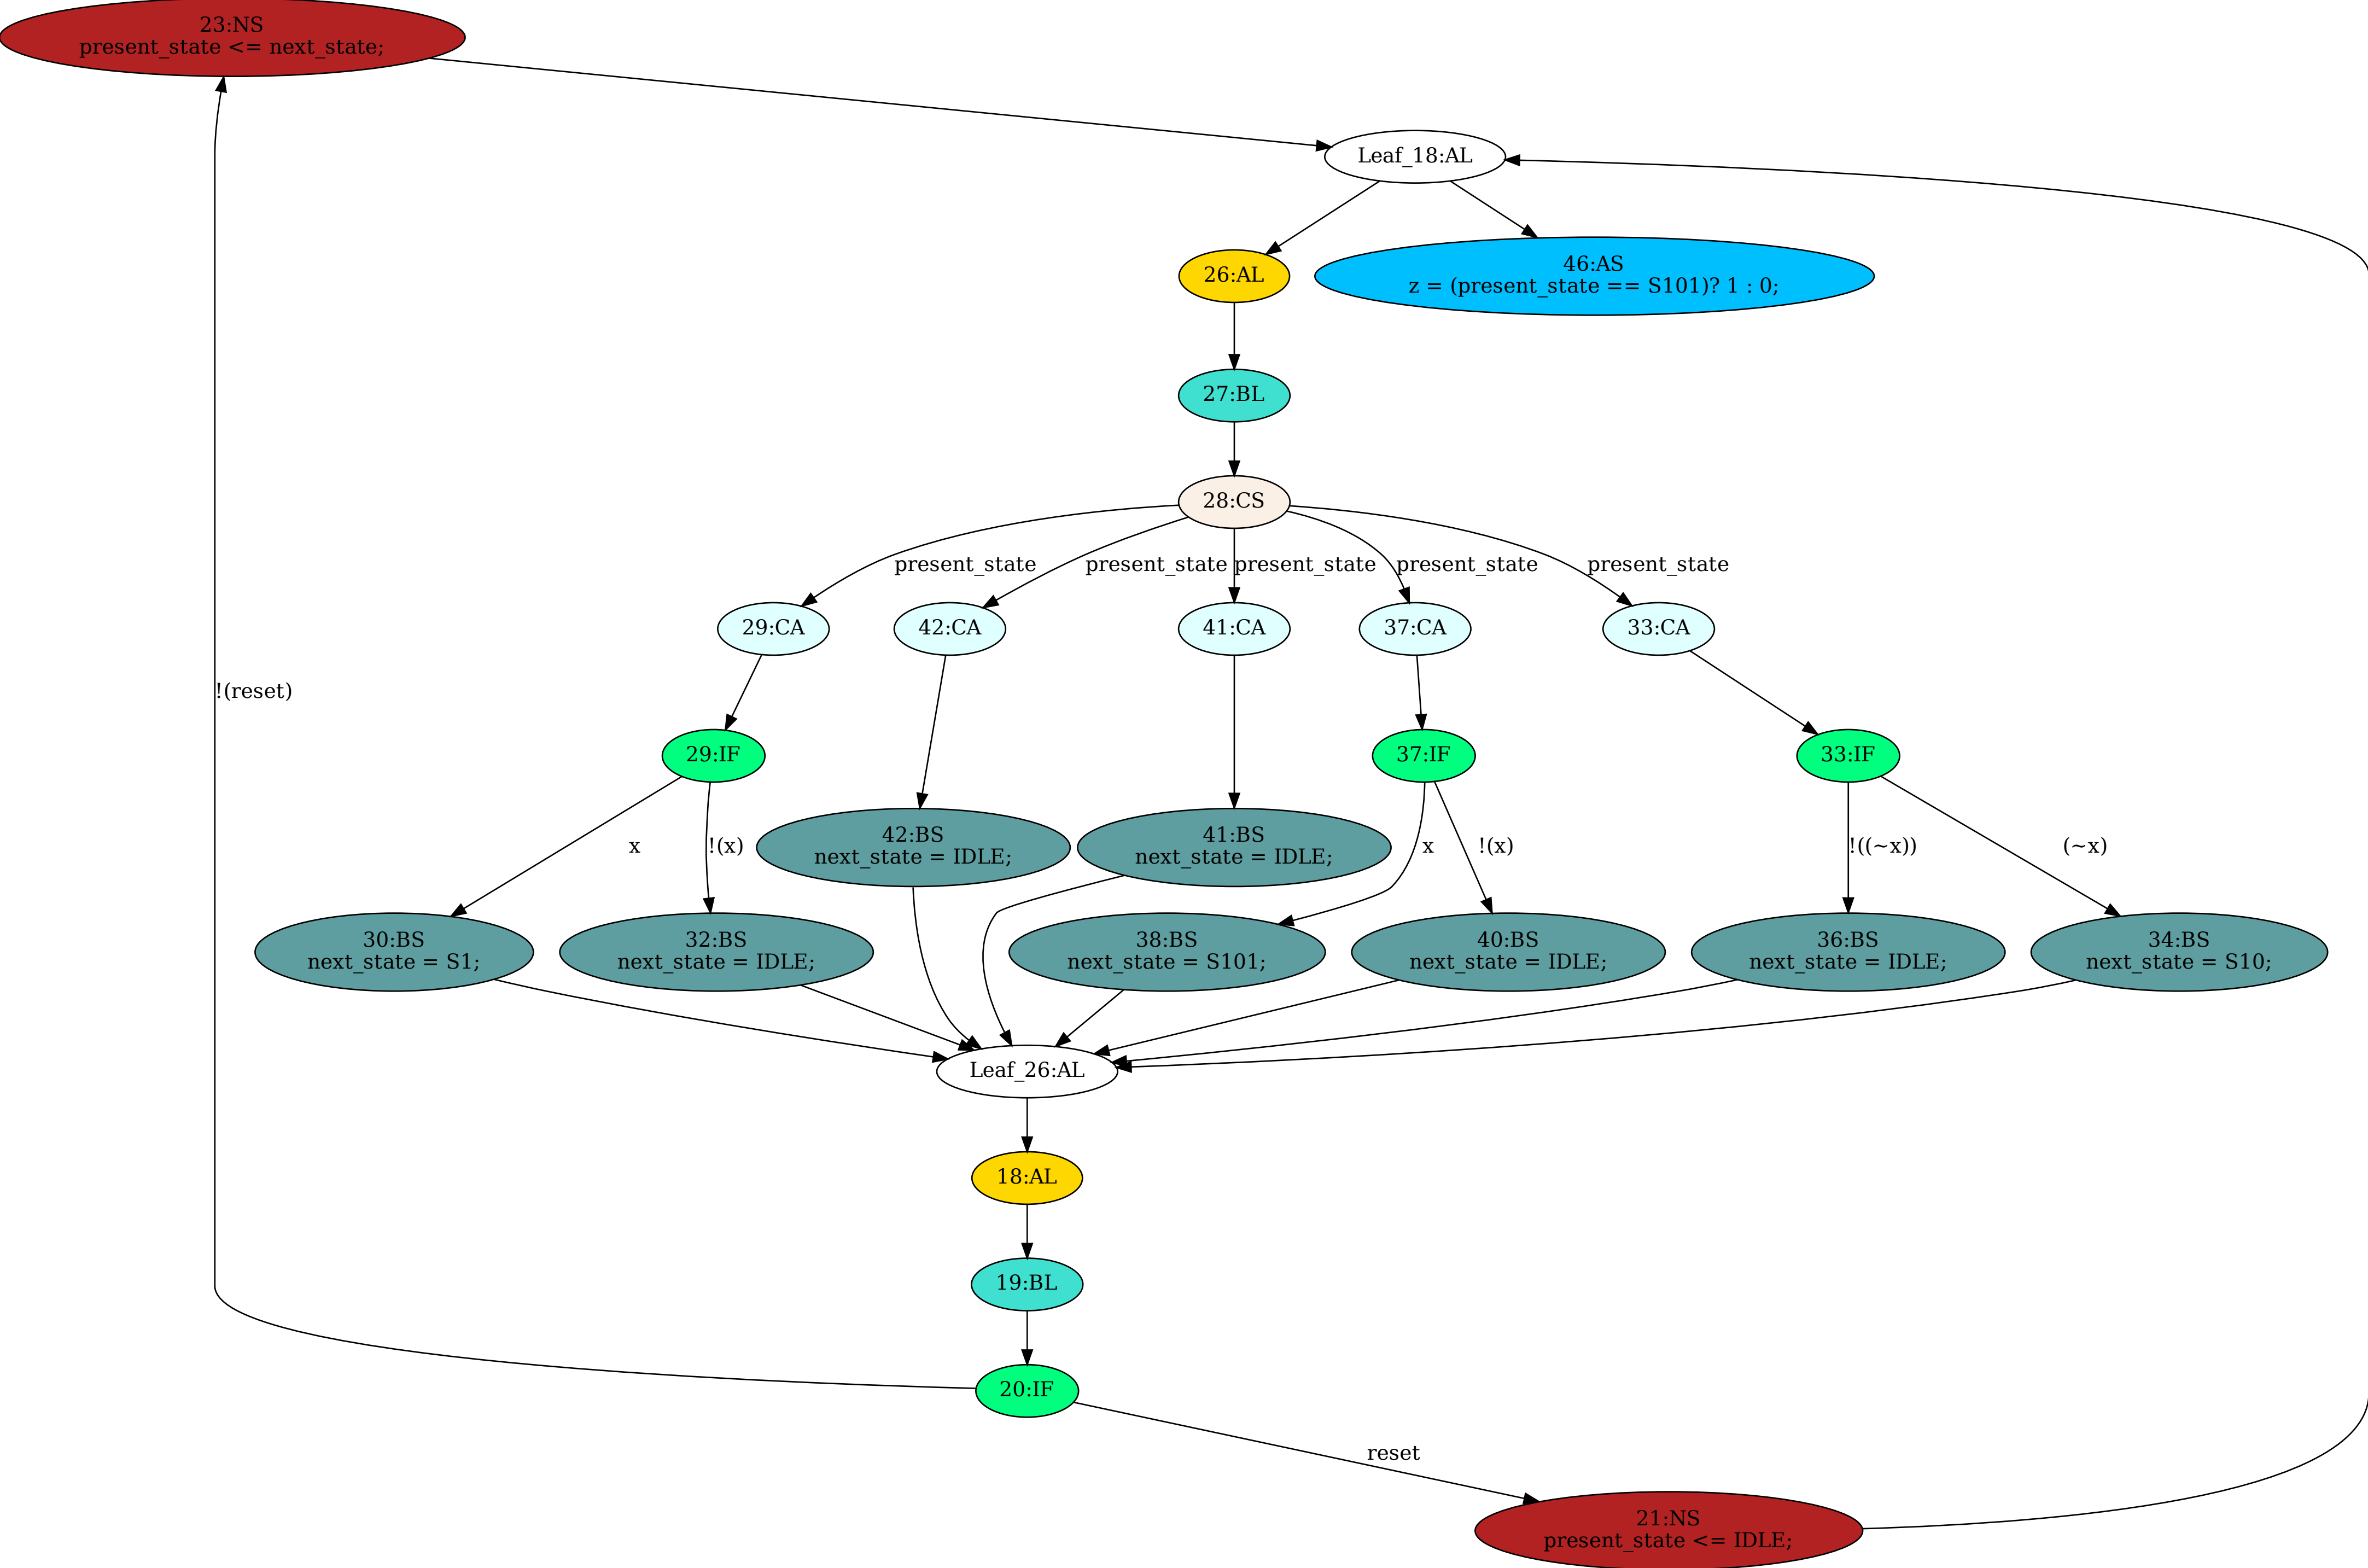 23:NS
present_state <= next_state;
Leaf_18:AL
26:AL
46:AS
z = (present_state == S101)? 1 : 0;
27:BL
28:CS
present_state
present_state
present_state
present_state
present_state
29:CA
42:CA
41:CA
37:CA
33:CA
!(reset)
29:IF
37:IF
33:IF
x
!(x)
42:BS
next_state = IDLE;
41:BS
next_state = IDLE;
x
!(x)
!((~x))
(~x)
30:BS
next_state = S1;
32:BS
next_state = IDLE;
38:BS
next_state = S101;
40:BS
next_state = IDLE;
36:BS
next_state = IDLE;
34:BS
next_state = S10;
Leaf_26:AL
18:AL
19:BL
20:IF
reset
21:NS
present_state <= IDLE;